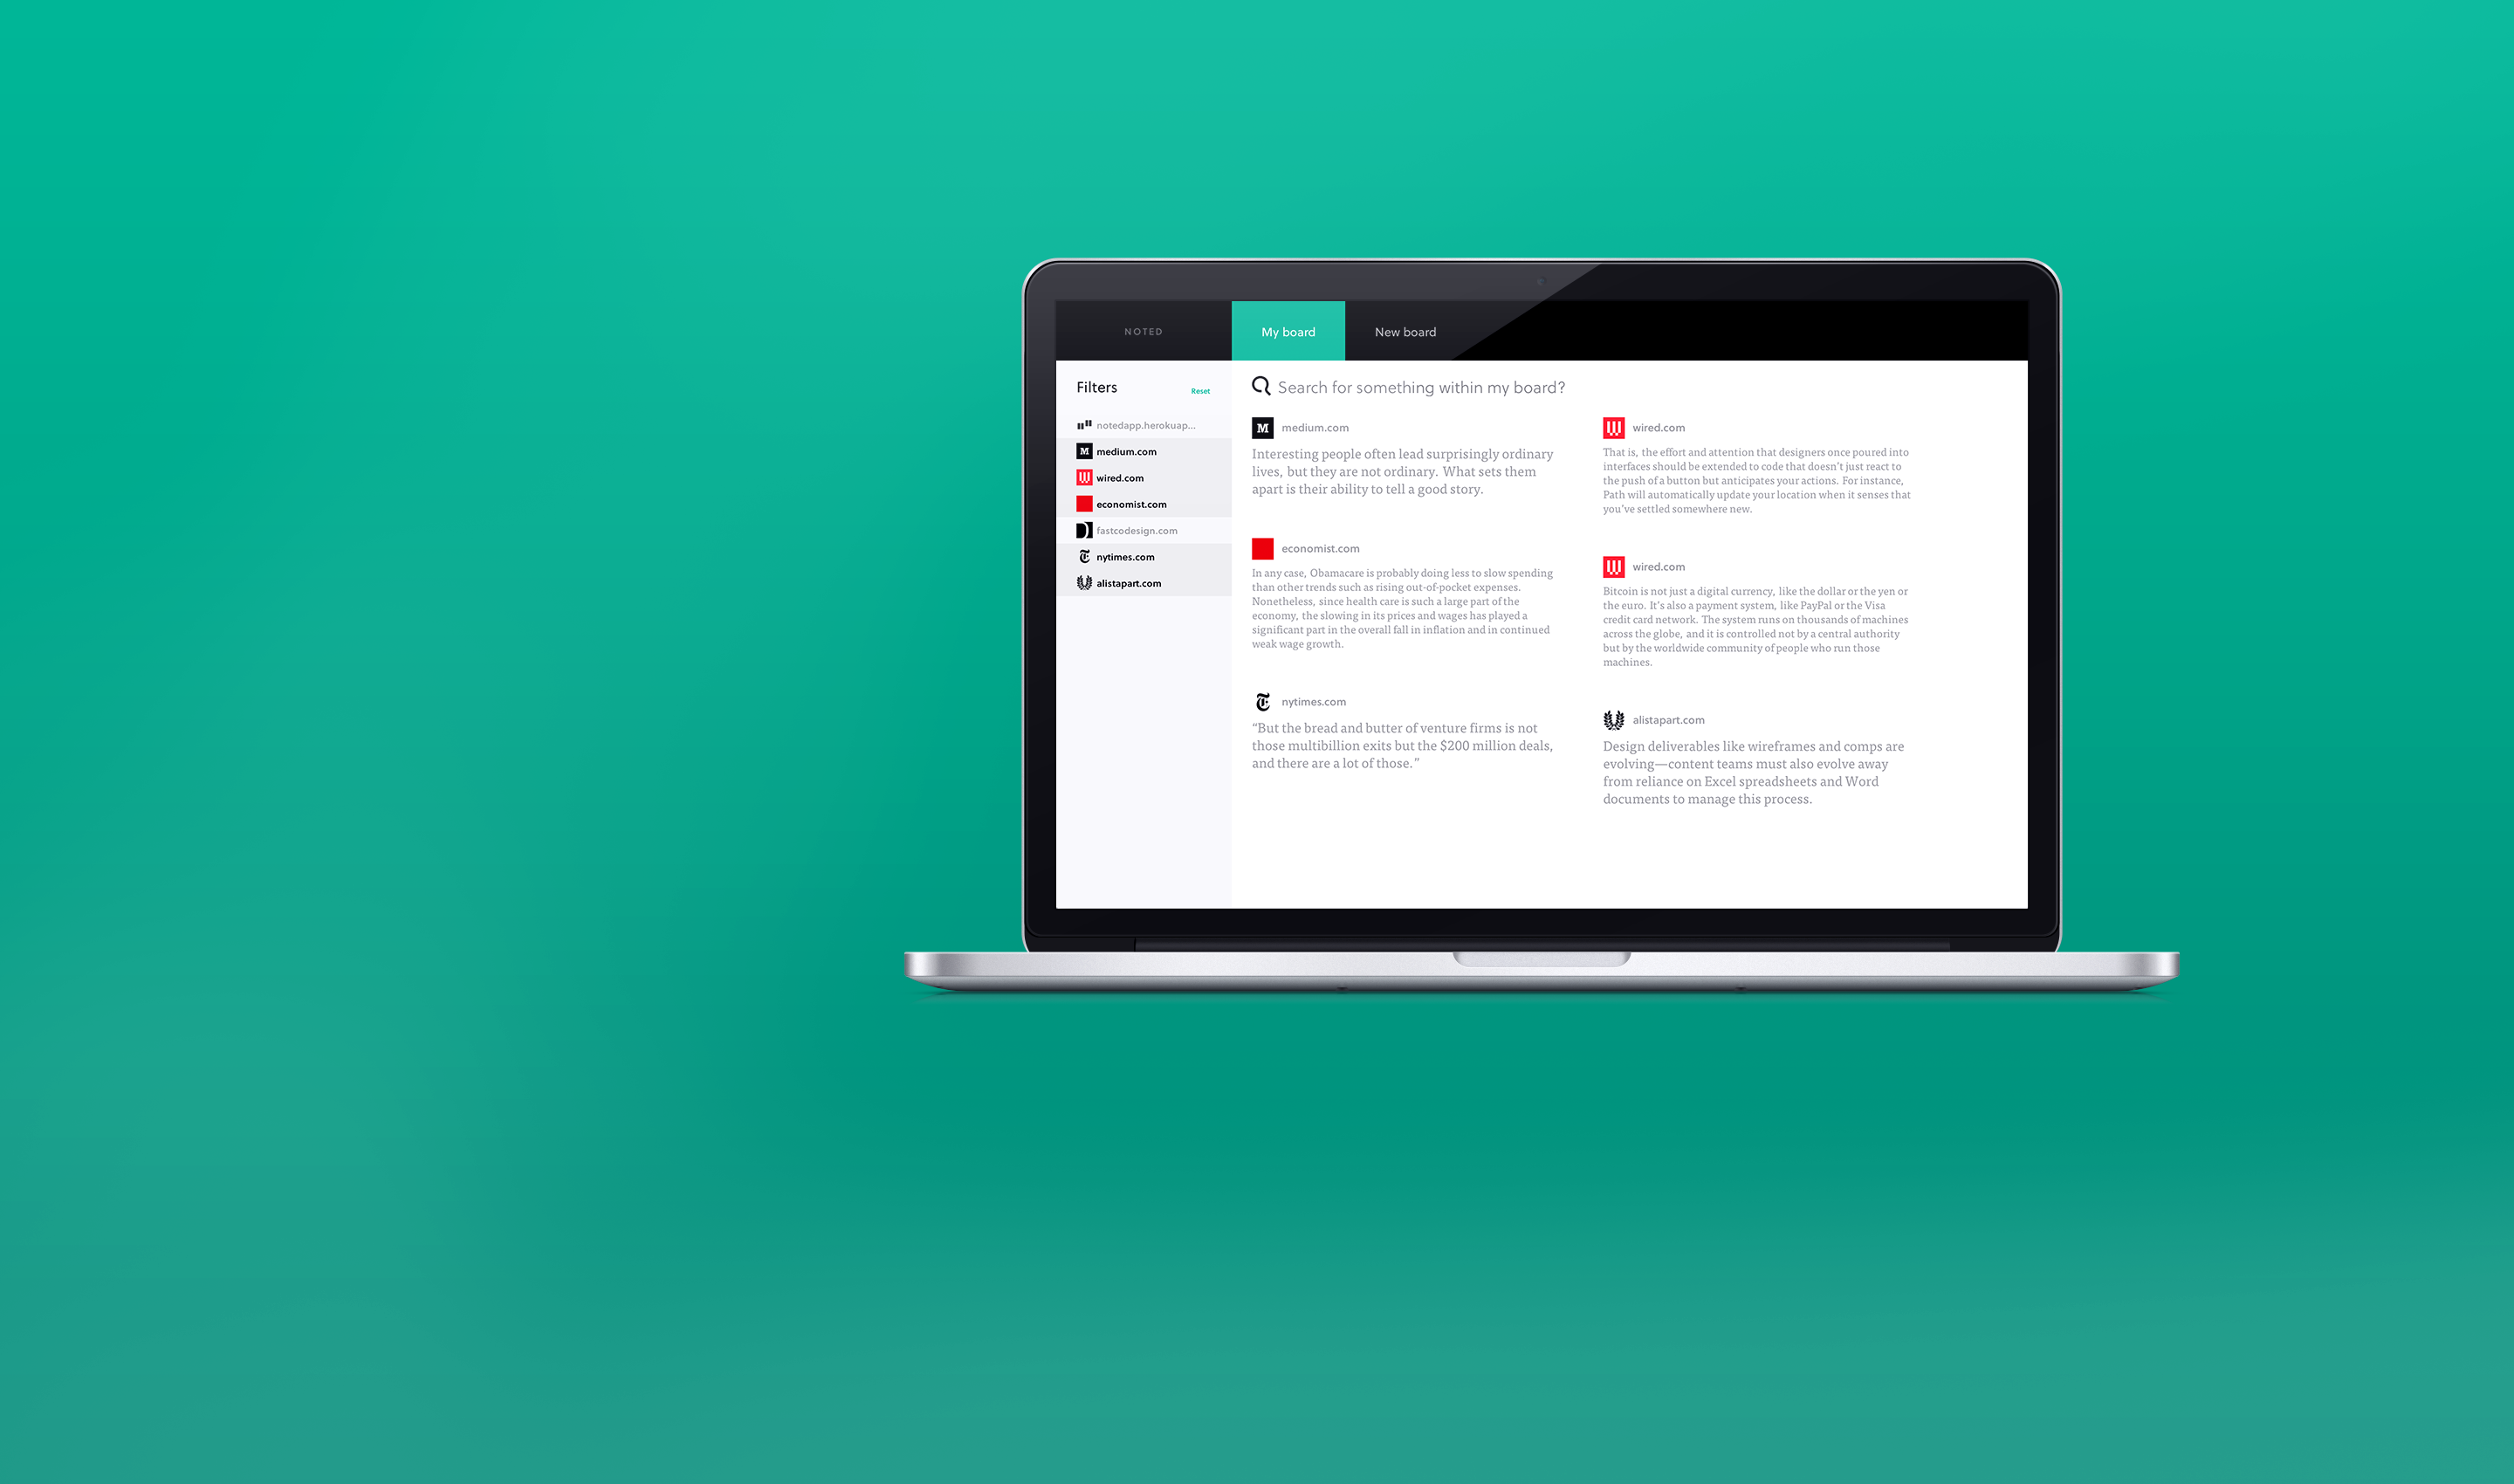 NOTED
My board
New board
Filters
Reset
notedapp.herokuap...
medium.com
wired.com
economist.com
fastcodesign.com
nytimes.com
alistapart.com
Search for something within my board?
M medium.com
Interesting people often lead surprisingly ordinary
lives, but they are not ordinary. What sets them
apart is their ability to tell a good story.
economist.com
In any case, Obamacare is probably doing less to slow spending
than other trends such as rising out-of-pocket expenses.
Nonetheless, since health care is such a large part of the
economy, the slowing in its prices and wages has played a
significant part in the overall fall in inflation and in continued
weak wage growth.
nytimes.com
“But the bread and butter of venture firms is not
those multibillion exits but the $200 million deals,
and there are a lot of those.”
wired.com
That is, the effort and attention that designers once poured into
interfaces should be extended to code that doesn’t just react to
the push of a button but anticipates your actions. For instance,
Path will automatically update your location when it senses that
you’ve settled somewhere new.
wired.com
Bitcoin is not just a digital currency, like the dollar or the yen or
the euro. It’s also a payment system, like PayPal or the Visa
credit card network. The system runs on thousands of machines
across the globe, and it is controlled not by a central authority
but by the worldwide community of people who run those
machines.
alistapart.com
Design deliverables like wireframes and comps are
evolving—content teams must also evolve away
from reliance on Excel spreadsheets and Word
documents to manage this process.